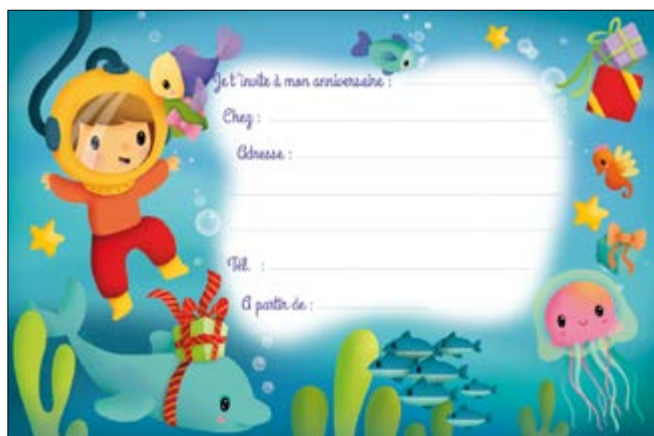 Je t'invite à mon anniversaire :
Chez :
Adresse :
Tél. :
A partir de :